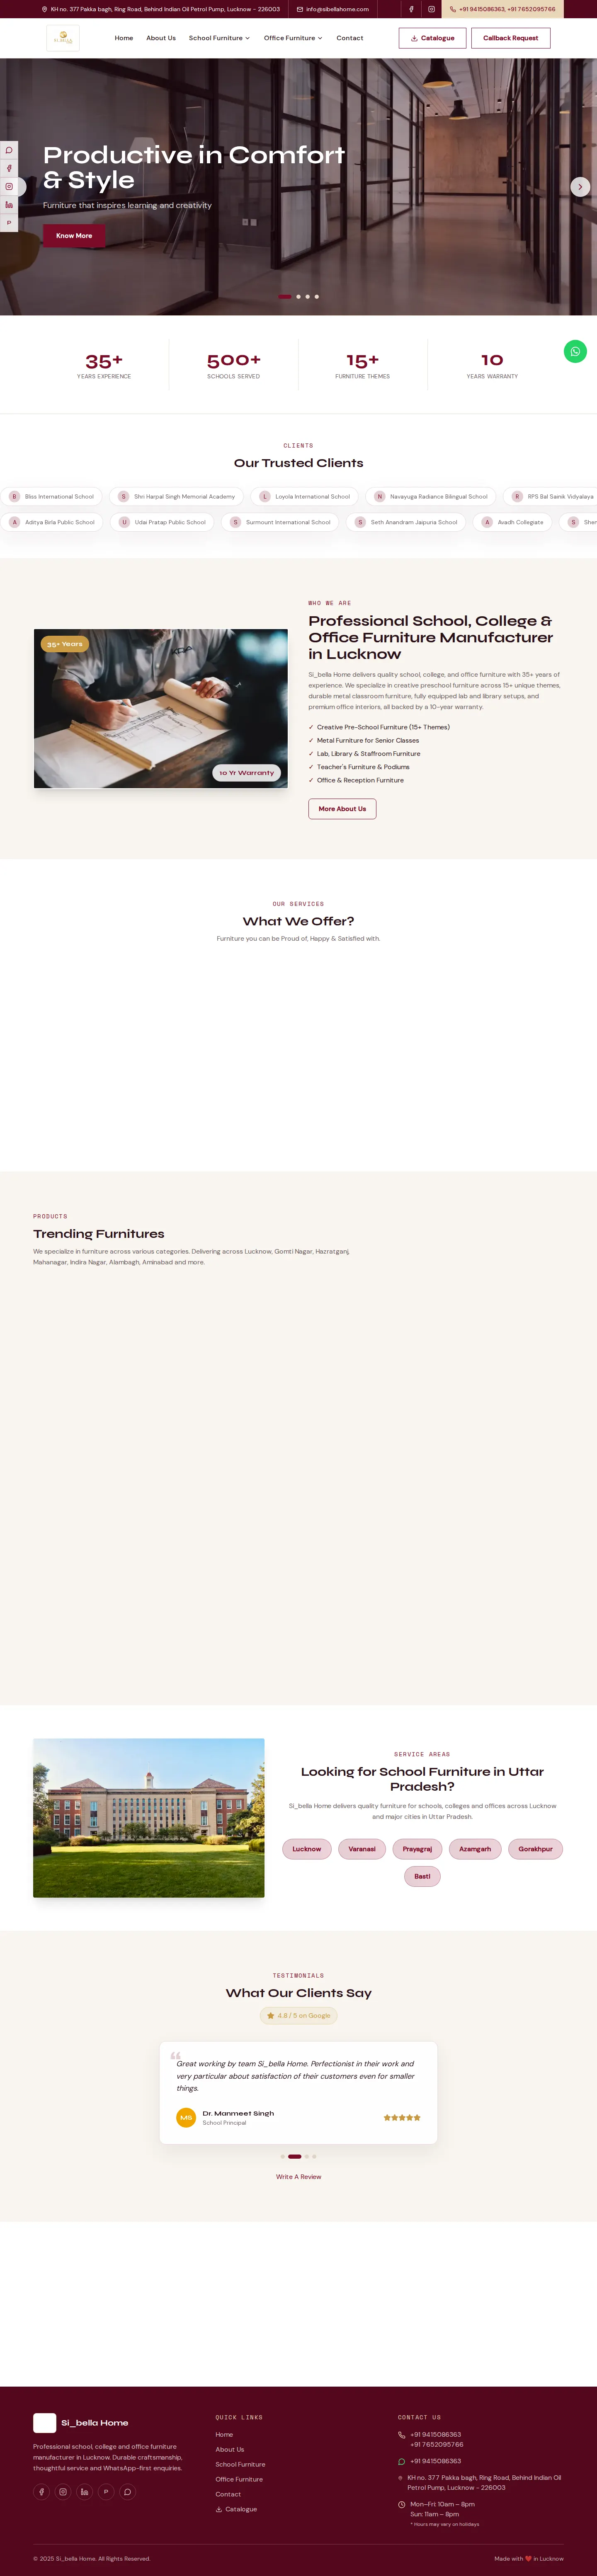 KH no. 377 Pakka bagh, Ring Road, Behind Indian Oil Petrol Pump, Lucknow - 226003
info@sibellahome.com
+91 9415086363, +91 7652095766
Home
About Us
School Furniture
Office Furniture
Contact
Catalogue
Callback Request
Productive in Comfort
& Style
Furniture that inspires learning and creativity
Know More
35+
YEARS EXPERIENCE
500+
SCHOOLS SERVED
15+
FURNITURE THEMES
10
YEARS WARRANTY
CLIENTS
Our Trusted Clients
B Bliss International School
S Shri Harpal Singh Memorial Academy
L Loyola International School
N Navayuga Radiance Bilingual School
R RPS Bal Sainik Vidyalaya
A Aditya Birla Public School
U Udai Pratap Public School
S Surmount International School
S Seth Anandram Jaipuria School
A Avadh Collegiate
S Sher
35+ Years
10 Yr Warranty
WHO WE ARE
Professional School, College &
Office Furniture Manufacturer
in Lucknow
Si_bella Home delivers quality school, college, and office furniture with 35+ years of
experience. We specialize in creative preschool furniture across 15+ unique themes,
durable metal classroom furniture, fully equipped lab and library setups, and
premium office interiors, all backed by a 10-year warranty.
✓ Creative Pre-School Furniture (15+ Themes)
✓ Metal Furniture for Senior Classes
✓ Lab, Library & Staffroom Furniture
✓ Teacher's Furniture & Podiums
✓ Office & Reception Furniture
More About Us
OUR SERVICES
What We Offer?
Furniture you can be Proud of, Happy & Satisfied with.
PRODUCTS
Trending Furnitures
We specialize in furniture across various categories. Delivering across Lucknow, Gomti Nagar, Hazratganj,
Mahanagar, Indira Nagar, Alambagh, Aminabad and more.
SERVICE AREAS
Looking for School Furniture in Uttar
Pradesh?
Si_bella Home delivers quality furniture for schools, colleges and offices across Lucknow
and major cities in Uttar Pradesh.
Lucknow
Varanasi
Prayagraj
Azamgarh
Gorakhpur
Basti
TESTIMONIALS
What Our Clients Say
4.8 / 5 on Google
“
Great working by team Si_bella Home. Perfectionist in their work and
very particular about satisfaction of their customers even for smaller
things.
MS
Dr. Manmeet Singh
School Principal
Write A Review
Si_bella Home
Professional school, college and office furniture
manufacturer in Lucknow. Durable craftsmanship,
thoughtful service and WhatsApp-first enquiries.
P
QUICK LINKS
Home
About Us
School Furniture
Office Furniture
Contact
Catalogue
CONTACT US
+91 9415086363
+91 7652095766
+91 9415086363
KH no. 377 Pakka bagh, Ring Road, Behind Indian Oil
Petrol Pump, Lucknow - 226003
Mon–Fri: 10am – 8pm
Sun: 11am – 8pm
* Hours may vary on holidays
© 2025 Si_bella Home. All Rights Reserved.
Made with ❤️ in Lucknow